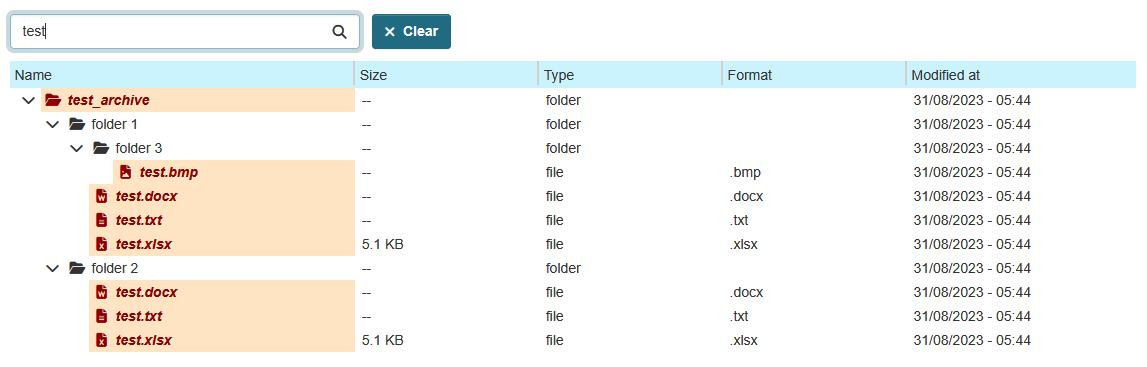 test
Clear
Name Size Type Format Modified at
test_archive -- folder 31/08/2023 - 05:44
folder 1 -- folder 31/08/2023 - 05:44
folder 3 -- folder 31/08/2023 - 05:44
test.bmp -- file .bmp 31/08/2023 - 05:44
test.docx -- file .docx 31/08/2023 - 05:44
test.txt -- file .txt 31/08/2023 - 05:44
test.xlsx 5.1 KB file .xlsx 31/08/2023 - 05:44
folder 2 -- folder 31/08/2023 - 05:44
test.docx -- file .docx 31/08/2023 - 05:44
test.txt -- file .txt 31/08/2023 - 05:44
test.xlsx 5.1 KB file .xlsx 31/08/2023 - 05:44